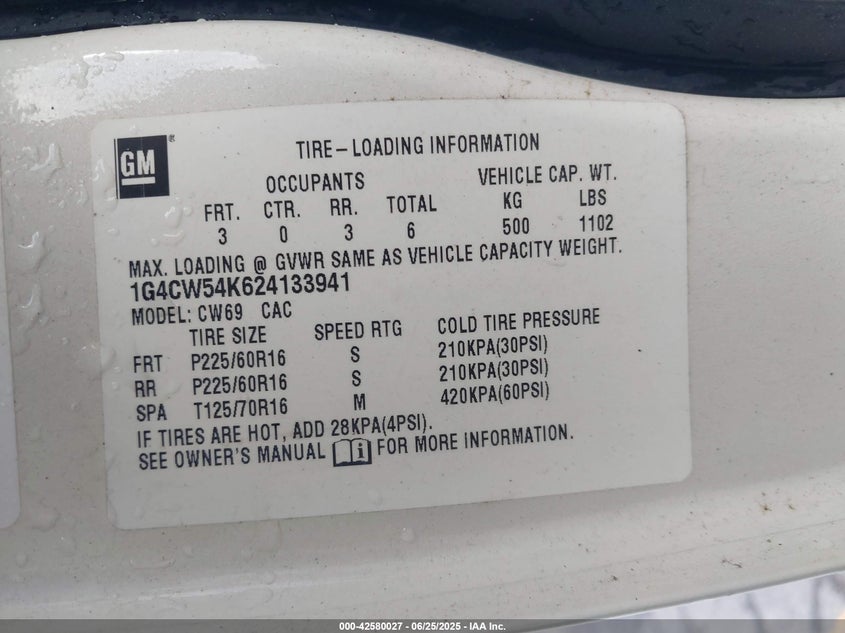 GM
®
TIRE-LOADING INFORMATION
OCCUPANTS VEHICLE CAP. WT.
FRT. CTR. RR. TOTAL KG LBS
3 0 3 6 500 1102
MAX. LOADING @ GVWR SAME AS VEHICLE CAPACITY WEIGHT.
1G4CW54K624133941
MODEL: CW69 CAC
TIRE SIZE SPEED RTG COLD TIRE PRESSURE
FRT P225/60R16 S 210KPA(30PSI)
RR P225/60R16 S 210KPA(30PSI)
SPA T125/70R16 M 420KPA(60PSI)
IF TIRES ARE HOT, ADD 28KPA(4PSI).
SEE OWNER'S MANUAL i FOR MORE INFORMATION.
000-42580027 - 06/25/2025 - IAA Inc.